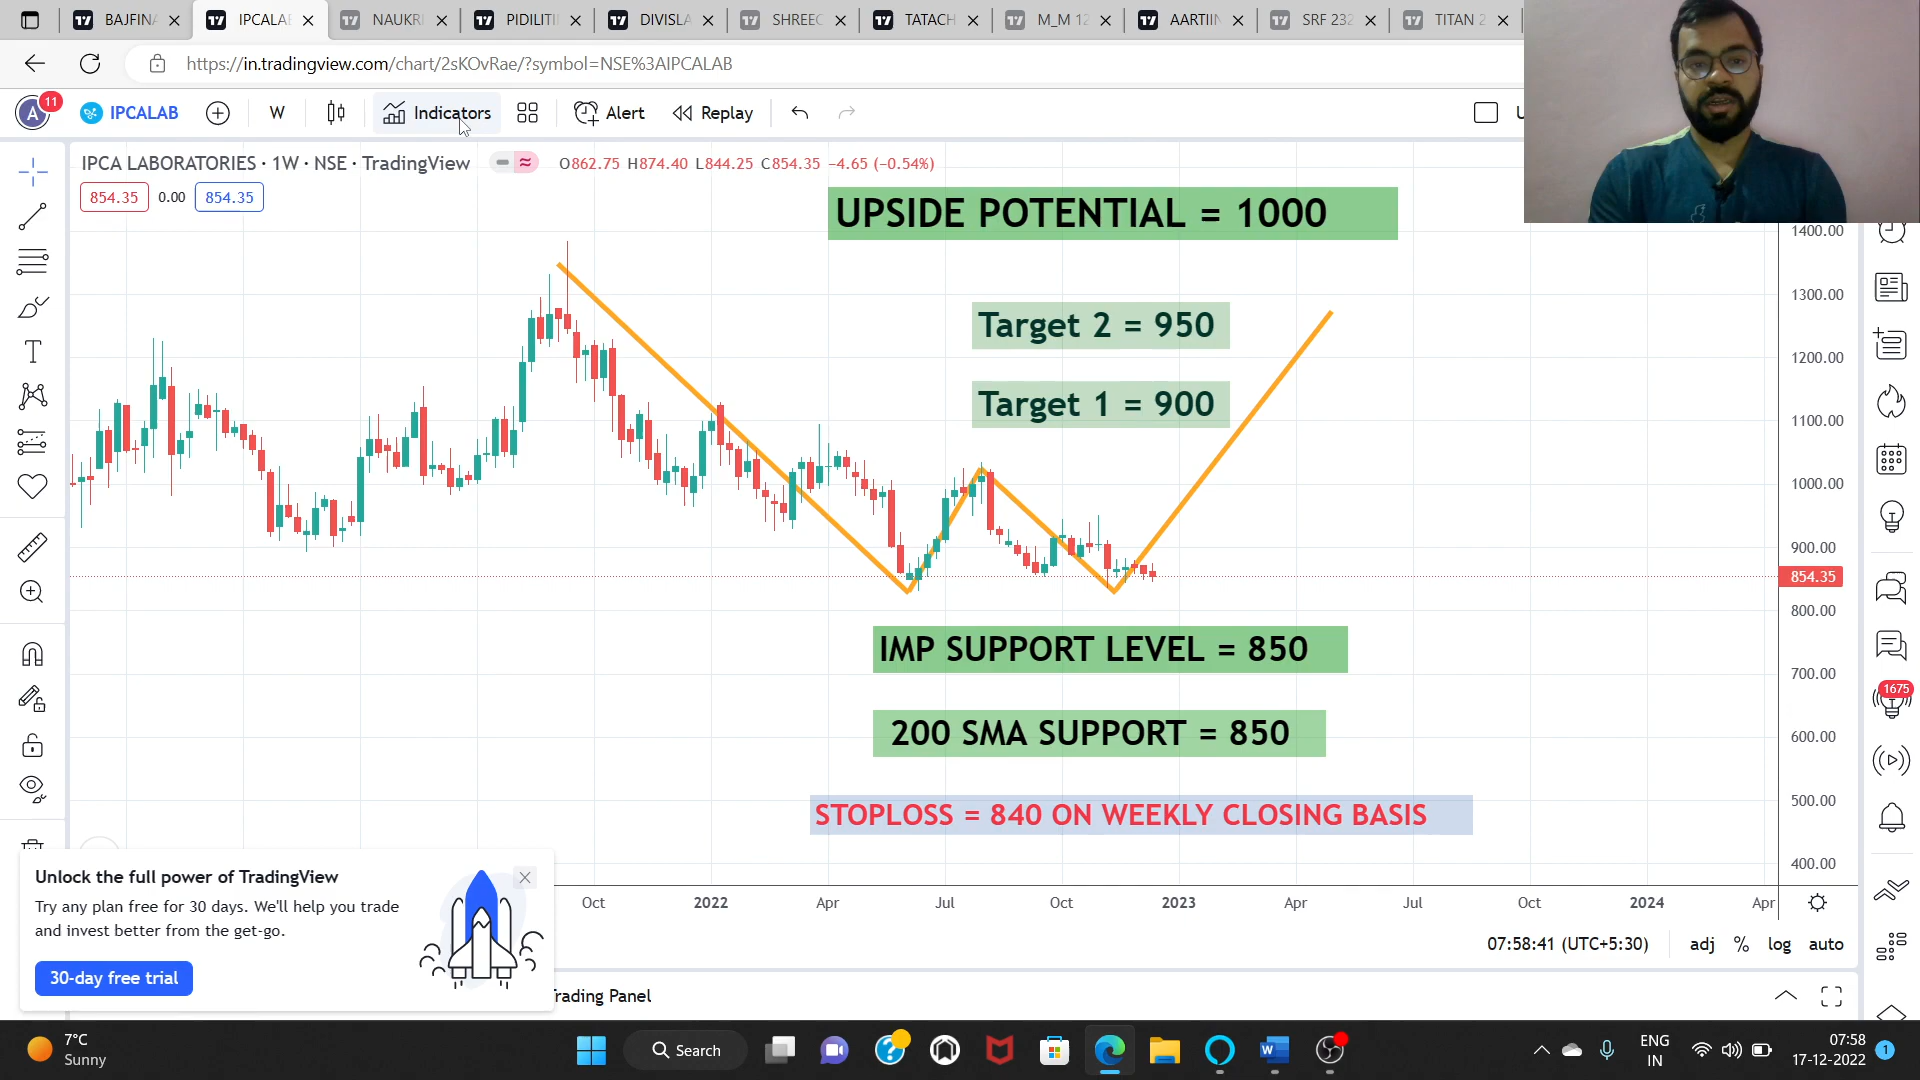 BAJFINA
IPCALAB
NAUKRI
PIDILITIN
DIVISLA
SHREEC
TATACH
M_M 12
AARTIIN
SRF 232
TITAN 2
https://in.tradingview.com/chart/2sKOvRae/?symbol=NSE%3AIPCALAB
A 11 IPCALAB W Indicators Alert Replay U
IPCA LABORATORIES · 1W · NSE · TradingView O862.75 H874.40 L844.25 C854.35 −4.65 (−0.54%)
854.35 0.00 854.35
UPSIDE POTENTIAL = 1000
Target 2 = 950
Target 1 = 900
IMP SUPPORT LEVEL = 850
200 SMA SUPPORT = 850
STOPLOSS = 840 ON WEEKLY CLOSING BASIS
1400.00
1300.00
1200.00
1100.00
1000.00
900.00
854.35
800.00
700.00
600.00
500.00
400.00
1675
Oct 2022 Apr Jul Oct 2023 Apr Jul Oct 2024 Apr
07:58:41 (UTC+5:30) adj % log auto
Unlock the full power of TradingView
Try any plan free for 30 days. We'll help you trade
and invest better from the get-go.
30-day free trial
Trading Panel
7°C
Sunny
Search
ENG
IN
07:58
17-12-2022
1